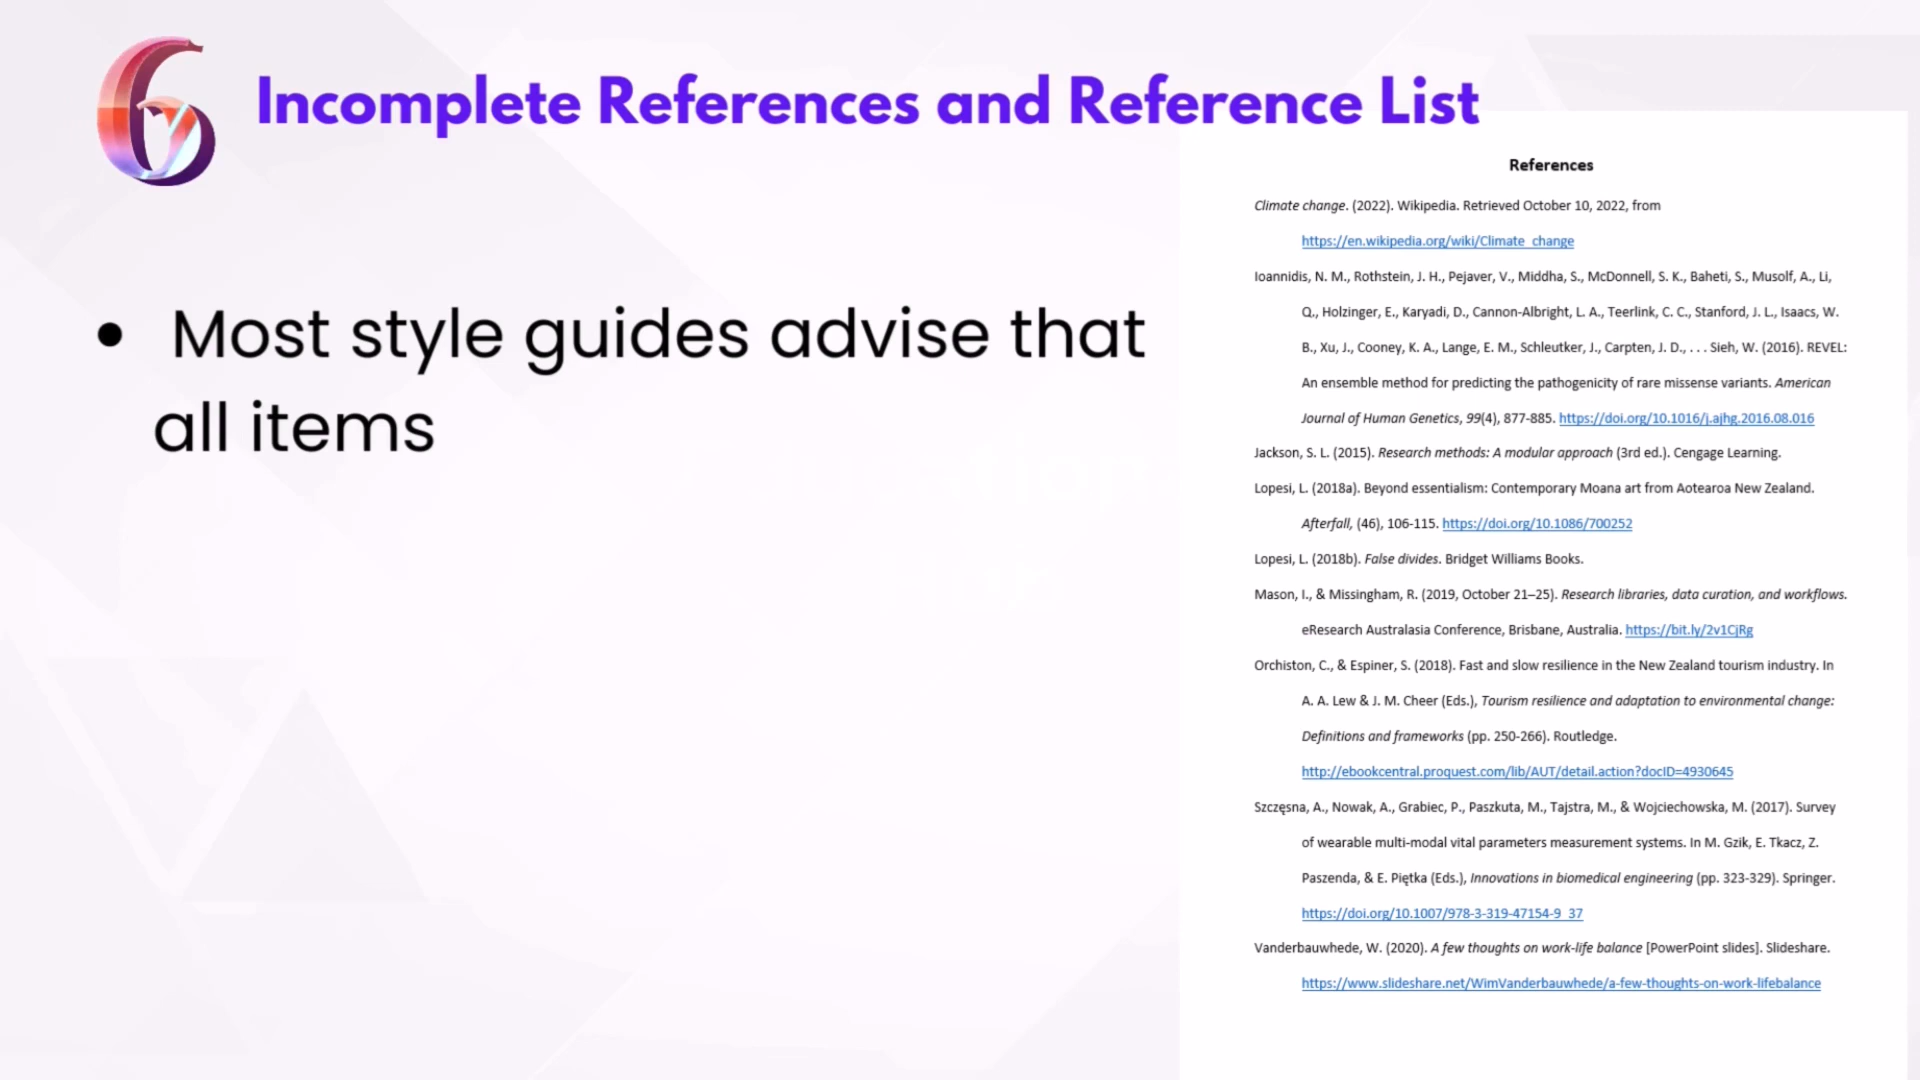 6
Incomplete References and Reference List
• Most style guides advise that
all items
References
Climate change. (2022). Wikipedia. Retrieved October 10, 2022, from
https://en.wikipedia.org/wiki/Climate_change
Ioannidis, N. M., Rothstein, J. H., Pejaver, V., Middha, S., McDonnell, S. K., Baheti, S., Musolf, A., Li,
Q., Holzinger, E., Karyadi, D., Cannon-Albright, L. A., Teerlink, C. C., Stanford, J. L., Isaacs, W.
B., Xu, J., Cooney, K. A., Lange, E. M., Schleutker, J., Carpten, J. D., . . . Sieh, W. (2016). REVEL:
An ensemble method for predicting the pathogenicity of rare missense variants. American
Journal of Human Genetics, 99(4), 877-885. https://doi.org/10.1016/j.ajhg.2016.08.016
Jackson, S. L. (2015). Research methods: A modular approach (3rd ed.). Cengage Learning.
Lopesi, L. (2018a). Beyond essentialism: Contemporary Moana art from Aotearoa New Zealand.
Afterfall, (46), 106-115. https://doi.org/10.1086/700252
Lopesi, L. (2018b). False divides. Bridget Williams Books.
Mason, I., & Missingham, R. (2019, October 21–25). Research libraries, data curation, and workflows.
eResearch Australasia Conference, Brisbane, Australia. https://bit.ly/2v1CjRg
Orchiston, C., & Espiner, S. (2018). Fast and slow resilience in the New Zealand tourism industry. In
A. A. Lew & J. M. Cheer (Eds.), Tourism resilience and adaptation to environmental change:
Definitions and frameworks (pp. 250-266). Routledge.
http://ebookcentral.proquest.com/lib/AUT/detail.action?docID=4930645
Szczęsna, A., Nowak, A., Grabiec, P., Paszkuta, M., Tajstra, M., & Wojciechowska, M. (2017). Survey
of wearable multi-modal vital parameters measurement systems. In M. Gzik, E. Tkacz, Z.
Paszenda, & E. Piętka (Eds.), Innovations in biomedical engineering (pp. 323-329). Springer.
https://doi.org/10.1007/978-3-319-47154-9_37
Vanderbauwhede, W. (2020). A few thoughts on work-life balance [PowerPoint slides]. Slideshare.
https://www.slideshare.net/WimVanderbauwhede/a-few-thoughts-on-work-lifebalance